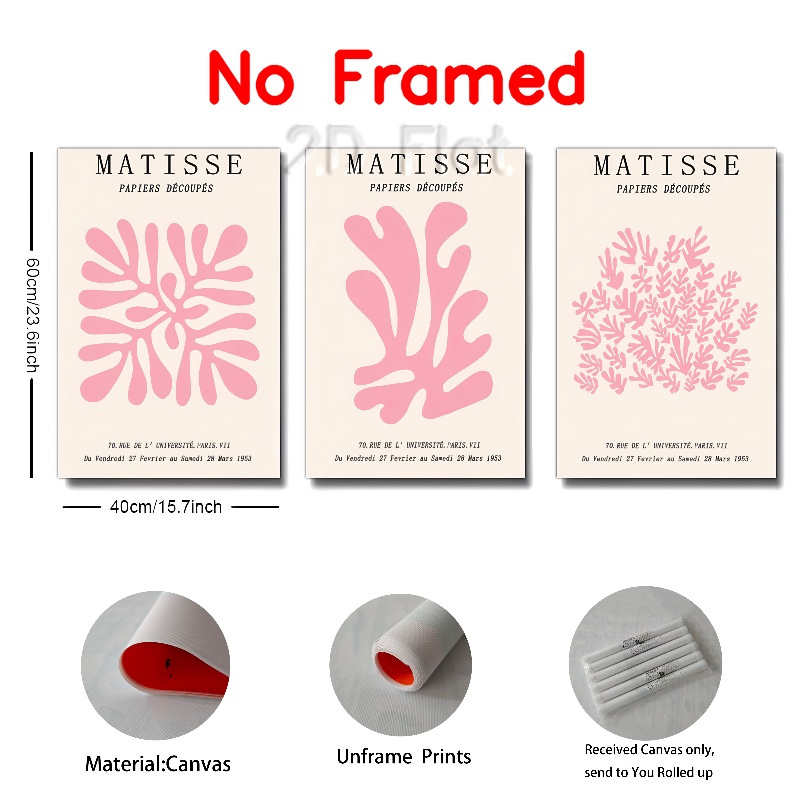 No Framed
2D Flat
MATISSE
PAPIERS DÉCOUPÉS
70.RUE DE L' UNIVERSITÉ.PARIS.VII
Du Vendredi 27 Fevrier au Samedi 28 Mars 1953
MATISSE
PAPIERS DÉCOUPÉS
70.RUE DE L' UNIVERSITÉ.PARIS.VII
Du Vendredi 27 Fevrier au Samedi 28 Mars 1953
MATISSE
PAPIERS DÉCOUPÉS
70.RUE DE L' UNIVERSITÉ.PARIS.VII
Du Vendredi 27 Fevrier au Samedi 28 Mars 1953
60cm/23.6inch
40cm/15.7inch
Material:Canvas
Unframe Prints
Received Canvas only,
send to You Rolled up